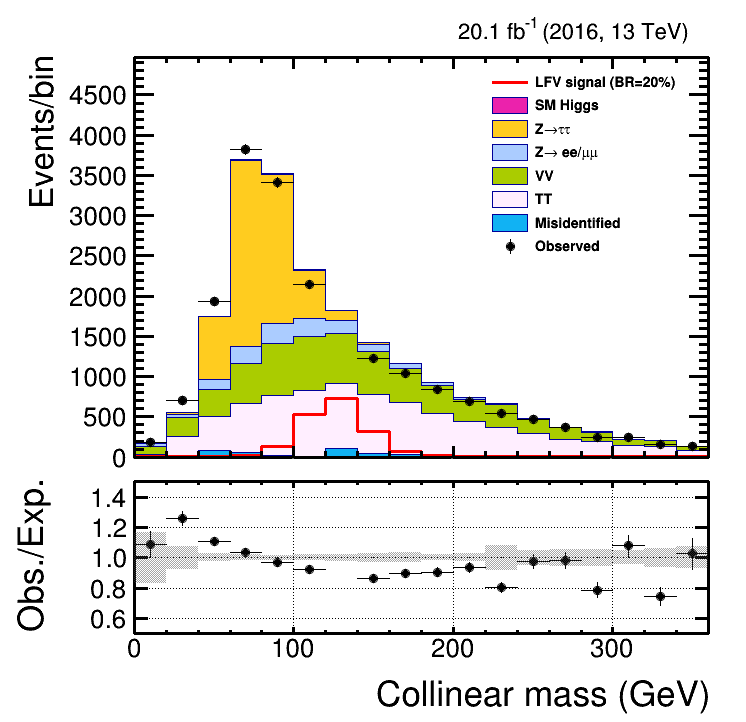 20.1 fb-1 (2016, 13 TeV)
Events/bin
4500
4000
3500
3000
2500
2000
1500
1000
500
0
LFV signal (BR=20%)
SM Higgs
Z→ττ
Z→ ee/μμ
VV
TT
Misidentified
Observed
Obs./Exp.
1.4
1.2
1.0
0.8
0.6
0 100 200 300
Collinear mass (GeV)